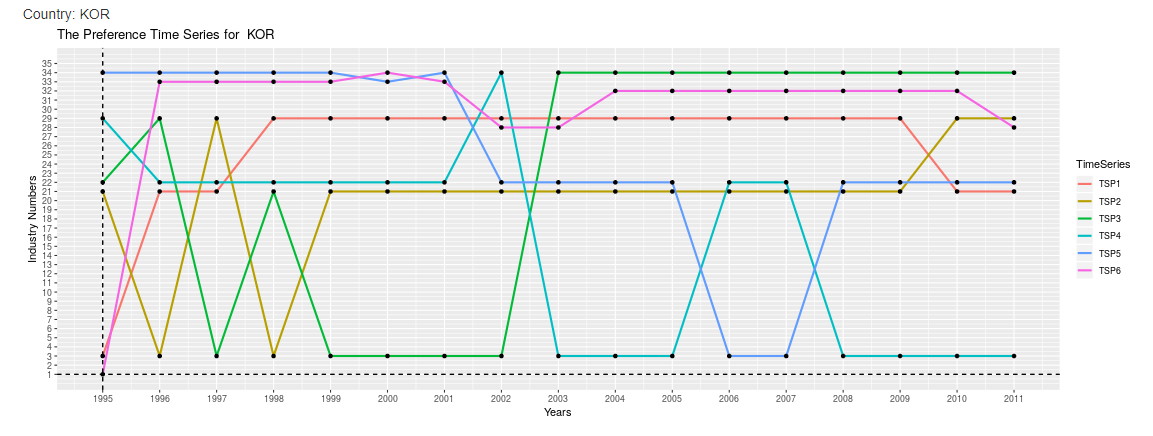 Country: KOR
The Preference Time Series for KOR
35
34
33
32
31
30
29
28
26
25
24
23
22
21
20
19
18
17
16
15
14
13
12
11
10
9
8
7
6
5
4
3
2
1
Industry Numbers
1995 1996 1997 1998 1999 2000 2001 2002 2003 2004 2005 2006 2007 2008 2009 2010 2011
Years
TimeSeries
TSP1
TSP2
TSP3
TSP4
TSP5
TSP6